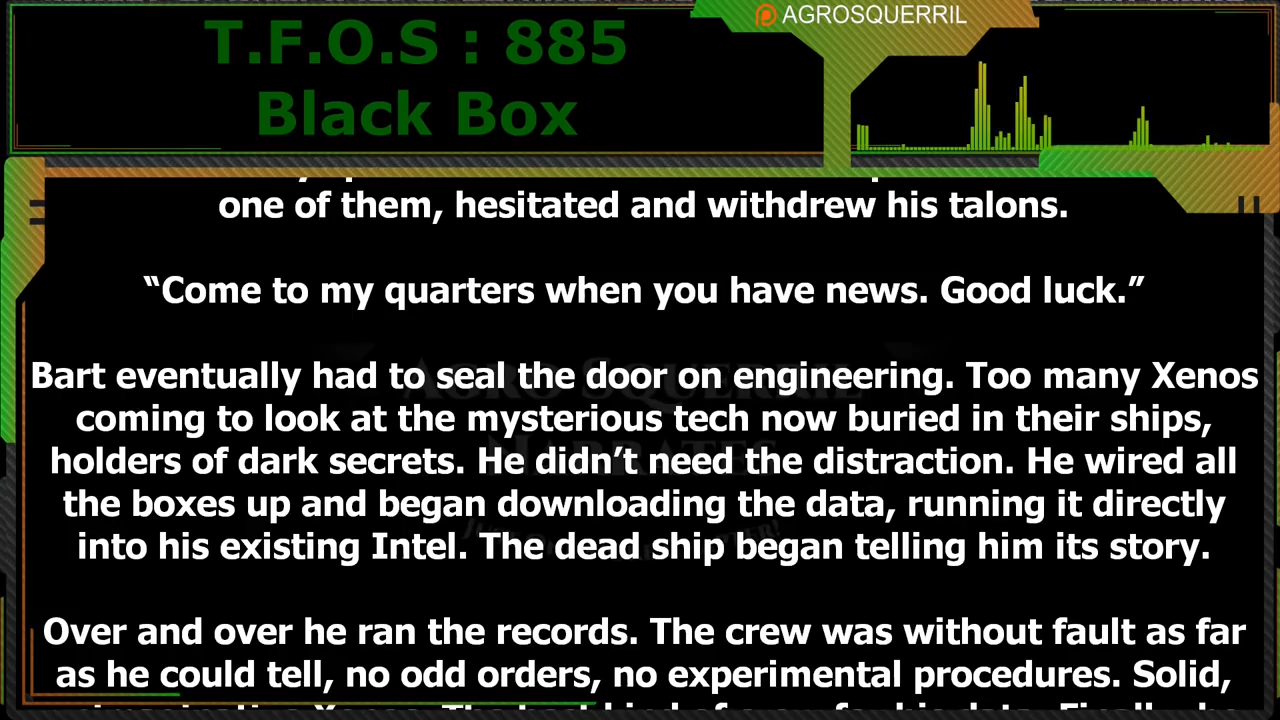 AGROSQUERRIL
T.F.O.S : 885
Black Box
one of them, hesitated and withdrew his talons.
“Come to my quarters when you have news. Good luck.”
Bart eventually had to seal the door on engineering. Too many Xenos
coming to look at the mysterious tech now buried in their ships,
holders of dark secrets. He didn’t need the distraction. He wired all
the boxes up and began downloading the data, running it directly
into his existing Intel. The dead ship began telling him its story.
Over and over he ran the records. The crew was without fault as far
as he could tell, no odd orders, no experimental procedures. Solid,
AGRO SQUERRIL
NARRATES